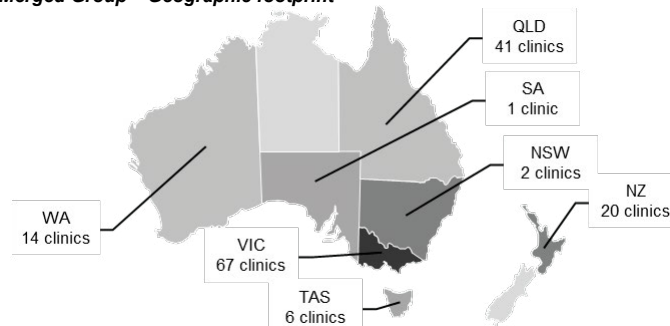 Merged Group – Geographic footprint
QLD
41 clinics
SA
1 clinic
NSW
2 clinics
NZ
20 clinics
WA
14 clinics
VIC
67 clinics
TAS
6 clinics